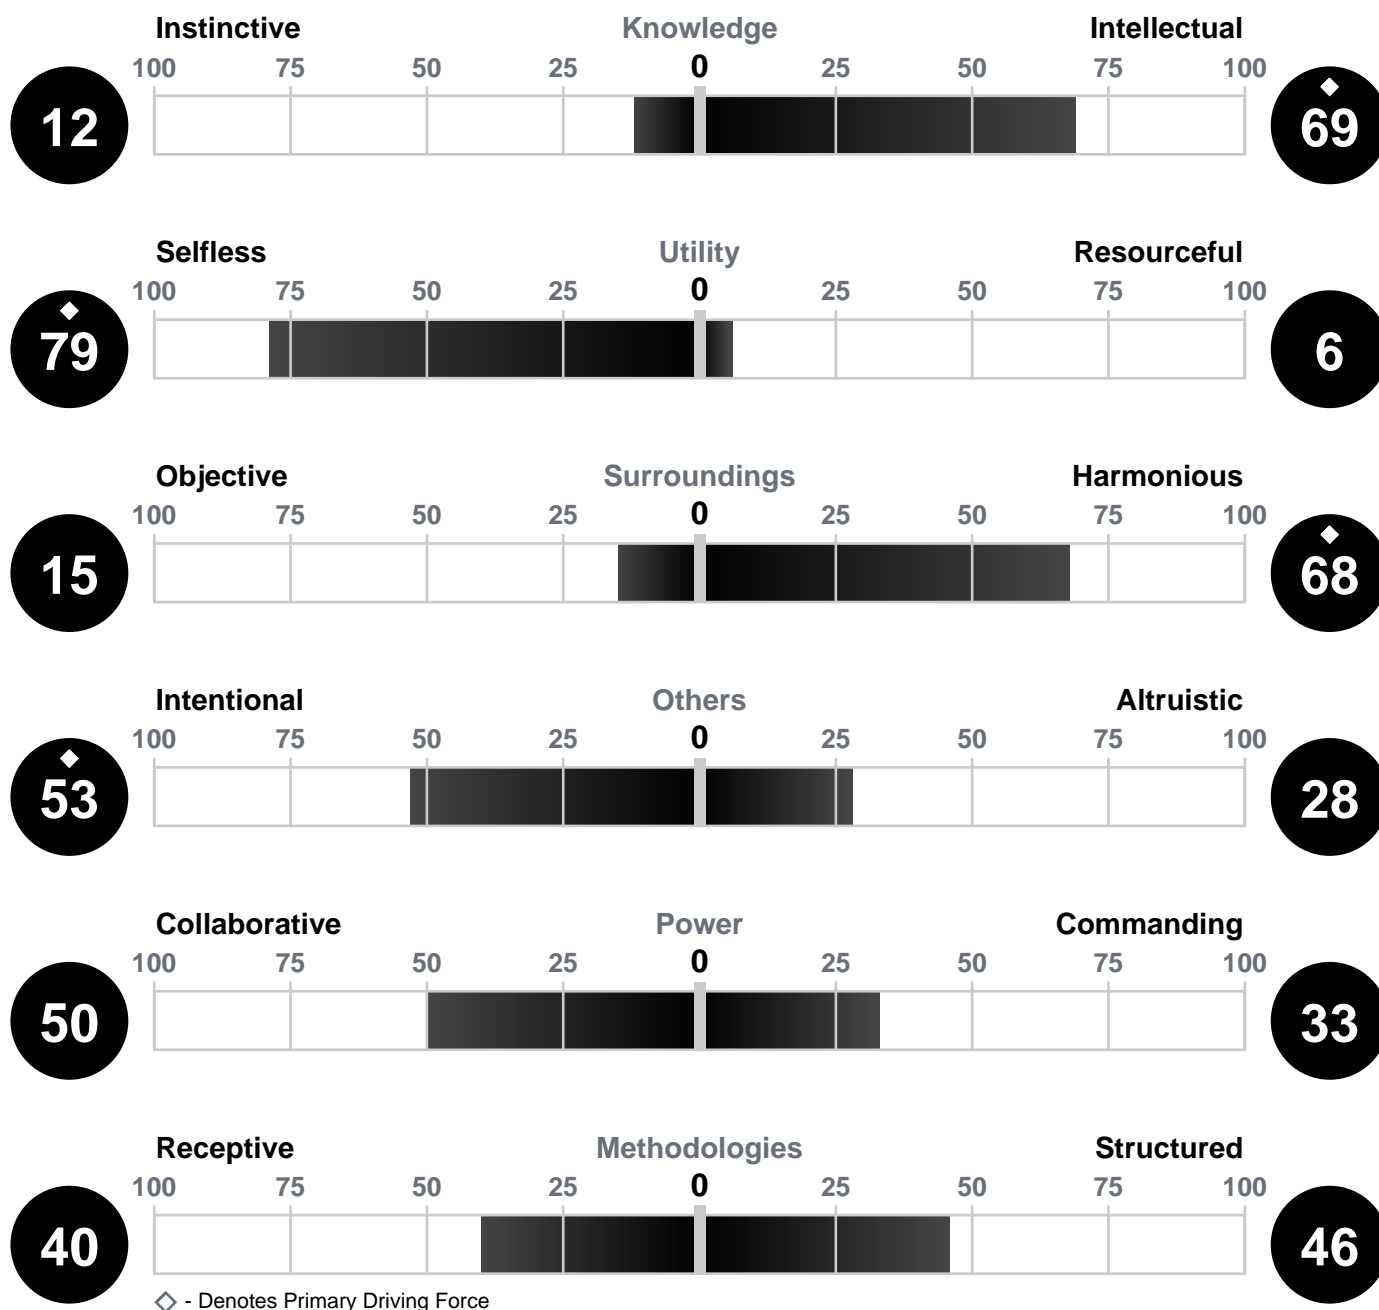 Instinctive Knowledge Intellectual
100 75 50 25 0 25 50 75 100
12 69
Selfless Utility Resourceful
100 75 50 25 0 25 50 75 100
79 6
Objective Surroundings Harmonious
100 75 50 25 0 25 50 75 100
15 68
Intentional Others Altruistic
100 75 50 25 0 25 50 75 100
53 28
Collaborative Power Commanding
100 75 50 25 0 25 50 75 100
50 33
Receptive Methodologies Structured
100 75 50 25 0 25 50 75 100
40 46
- Denotes Primary Driving Force